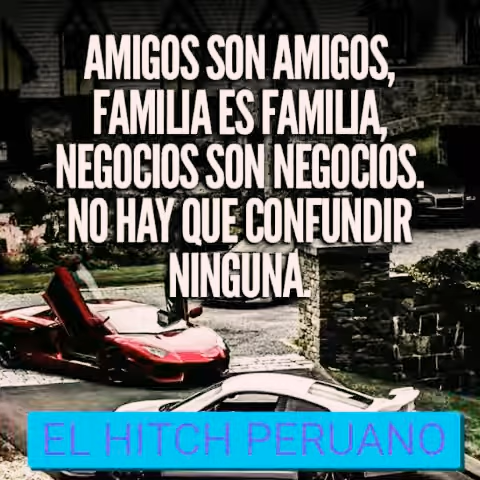 AMIGOS SON AMIGOS,
FAMILIA ES FAMILIA,
NEGOCIOS SON NEGOCIOS.
NO HAY QUE CONFUNDIR
NINGUNA.
EL HITCH PERUANO